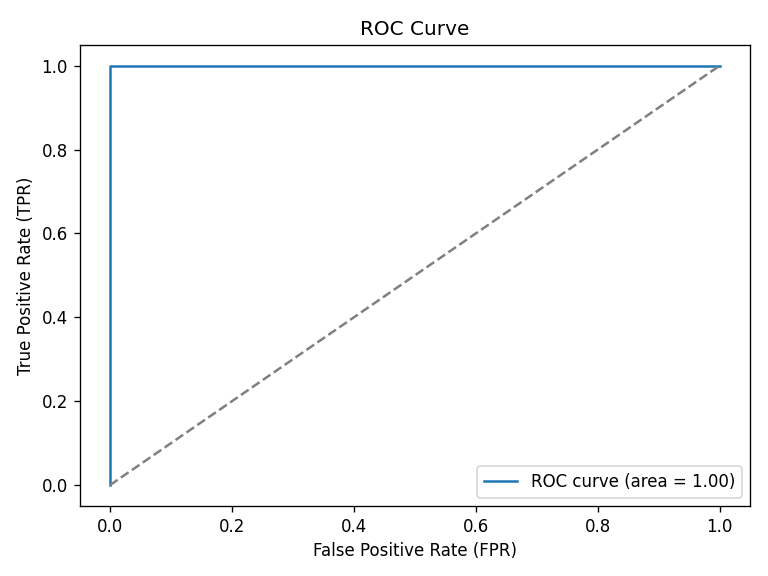 ROC Curve
True Positive Rate (TPR)
1.0
0.8
0.6
0.4
0.2
0.0
ROC curve (area = 1.00)
0.0 0.2 0.4 0.6 0.8 1.0
False Positive Rate (FPR)